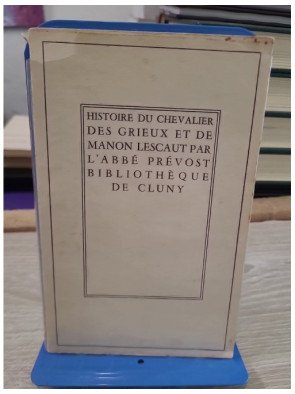 HISTOIRE DU CHEVALIER
DES GRIEUX ET DE
MANON LESCAUT PAR
L'ABBÉ PRÉVOST
BIBLIOTHÈQUE
DE CLUNY